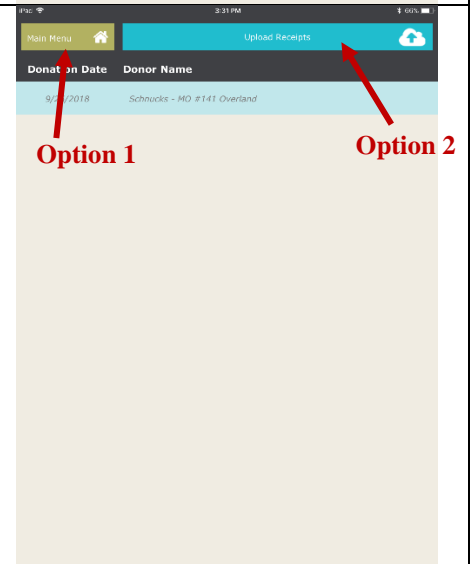 iPad 3:31 PM 66%
Main Menu Upload Receipts
Donation Date Donor Name
Schnucks - MO #141 Overland
Option 1 Option 2